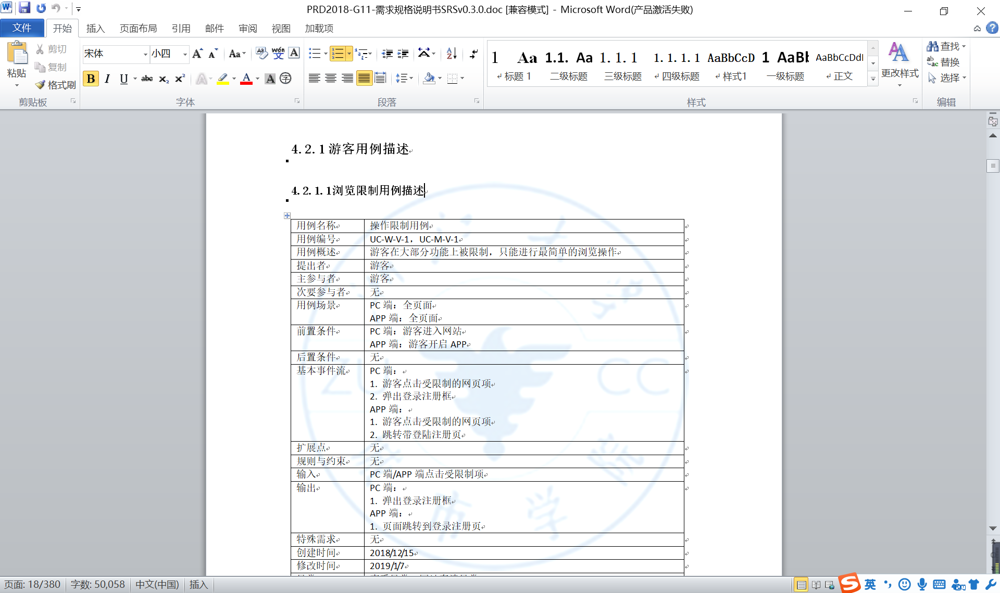 PRD2018-G11-需求规格说明书SRSv0.3.0.doc [兼容模式] - Microsoft Word(产品激活失败)
文件 开始 插入 页面布局 引用 邮件 审阅 视图 加载项
粘贴 剪切 复制 格式刷
宋体 小四
1 Aa 1.1. Aa 1. 1. 1 1. 1. 1. 1 AaBbCcD 1 AaBb AaBbCcDdI
标题 1 二级标题 三级标题 四级标题 样式1 一级标题 正文
更改样式
查找
替换
选择
剪贴板 字体 段落 样式 编辑
4.2.1 游客用例描述
4.2.1.1浏览限制用例描述
用例名称 操作限制用例
用例编号 UC-W-V-1，UC-M-V-1
用例概述 游客在大部分功能上被限制，只能进行最简单的浏览操作
提出者 游客
主参与者 游客
次要参与者 无
用例场景 PC 端：全页面
APP 端：全页面
前置条件 PC 端：游客进入网站
APP 端：游客开启 APP
后置条件 无
基本事件流 PC 端：
1. 游客点击受限制的网页项
2. 弹出登录注册框
APP 端：
1. 游客点击受限制的网页项
2. 跳转带登陆注册页
扩展点 无
规则与约束 无
输入 PC 端/APP 端点击受限制项
输出 PC 端：
1. 弹出登录注册框
APP 端：
1. 页面跳转到登录注册页
特殊需求 无
创建时间 2018/12/15
修改时间 2019/1/7
ZU CC
页面: 18/380 字数: 50,058 中文(中国) 插入 英